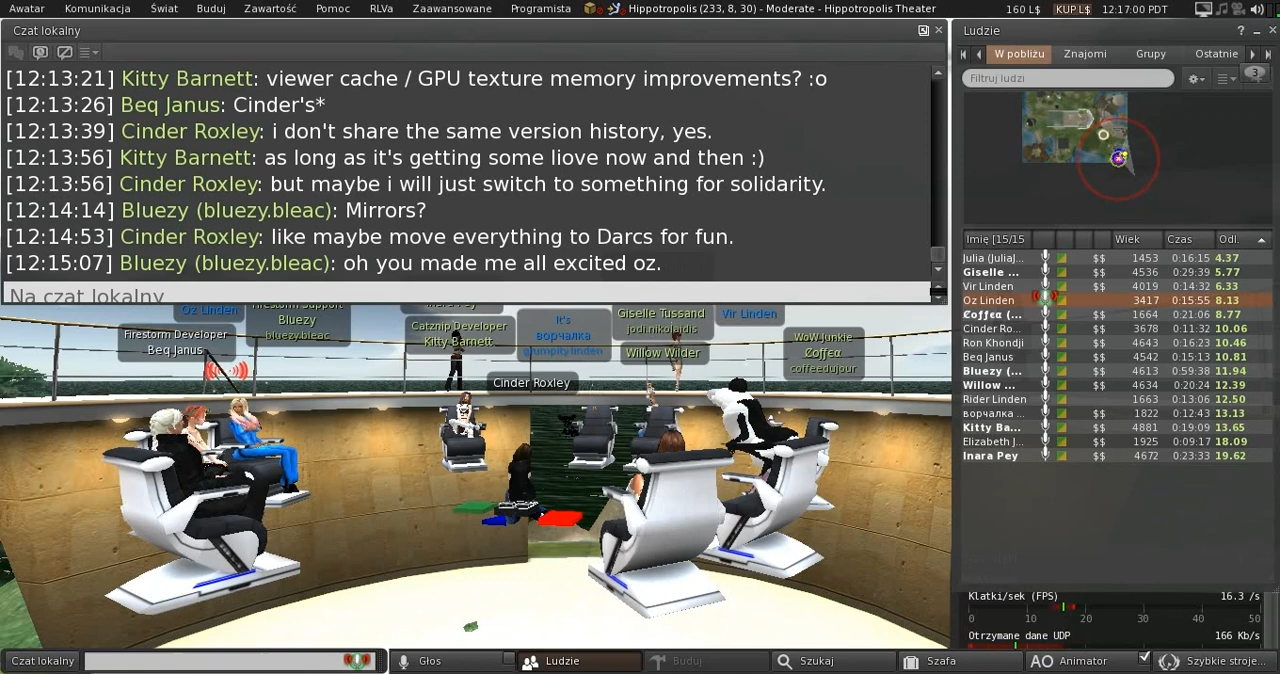 Awatar Komunikacja Świat Buduj Zawartość Pomoc RLVa Zaawansowane Programista Hippotropolis (233, 8, 30) - Moderate - Hippotropolis Theater 160 L$ KUP L$ 12:17:00 PDT
Czat lokalny
[12:13:21] Kitty Barnett: viewer cache / GPU texture memory improvements? :o
[12:13:26] Beq Janus: Cinder's*
[12:13:39] Cinder Roxley: i don't share the same version history, yes.
[12:13:56] Kitty Barnett: as long as it's getting some liove now and then :)
[12:13:56] Cinder Roxley: but maybe i will just switch to something for solidarity.
[12:14:14] Bluezy (bluezy.bleac): Mirrors?
[12:14:53] Cinder Roxley: like maybe move everything to Darcs for fun.
[12:15:07] Bluezy (bluezy.bleac): oh you made me all excited oz.
Na czat lokalny
Oz Linden
Firestorm Support
Bluezy
bluezy.bleac
Firestorm Developer
Beq Janus
Catznip Developer
Kitty Barnett
It's
ворчалка
grumpity.linden
Giselle Tussand
jodi.nikolaidis
Willow Wilder
Vir Linden
WoW Junkie
Coffea
coffeedujour
Cinder Roxley
Ludzie
W pobliżu Znajomi Grupy Ostatnie
Filtruj ludzi
3
Imię [15/15 Wiek Czas Odl.
Julia (JuliaJ... $$ 1453 0:16:15 4.37
Giselle ... $$ 4536 0:29:39 5.77
Vir Linden $$ 4019 0:14:32 6.33
Oz Linden 3417 0:15:55 8.13
Coffea (... $$ 1664 0:21:06 8.77
Cinder Ro... $$ 3678 0:11:32 10.06
Ron Khondji $$ 4643 0:16:23 10.46
Beq Janus $$ 4542 0:15:13 10.81
Bluezy (... $$ 4613 0:59:38 11.94
Willow ... $$ 4634 0:20:24 12.39
Rider Linden 1663 0:13:06 12.50
ворчалка ... $$ 1822 0:12:43 13.13
Kitty Ba... $$ 4881 0:19:09 13.65
Elizabeth J... $$ 1925 0:09:17 18.09
Inara Pey $$ 4672 0:23:33 19.62
Klatki/sek (FPS) 16.3 /s
0 10 20 30 40 50
Otrzymane dane UDP 166 Kb/s
Czat lokalny Głos Ludzie Buduj Szukaj Szafa AO Animator Szybkie stroje...